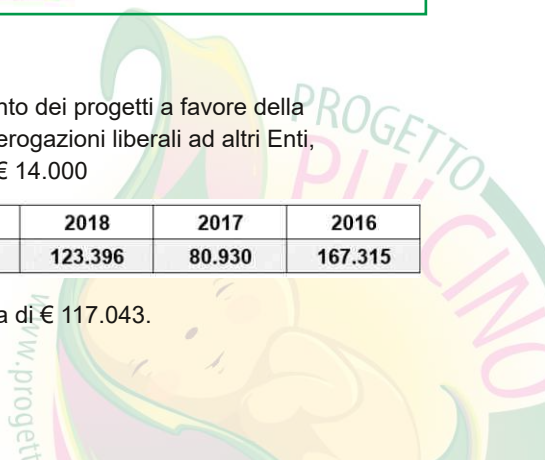 nto dei progetti a favore della
erogazioni liberali ad altri Enti,
€ 14.000
2018 2017 2016
123.396 80.930 167.315
a di € 117.043.
PROGETTO
PULCINO
www.progett